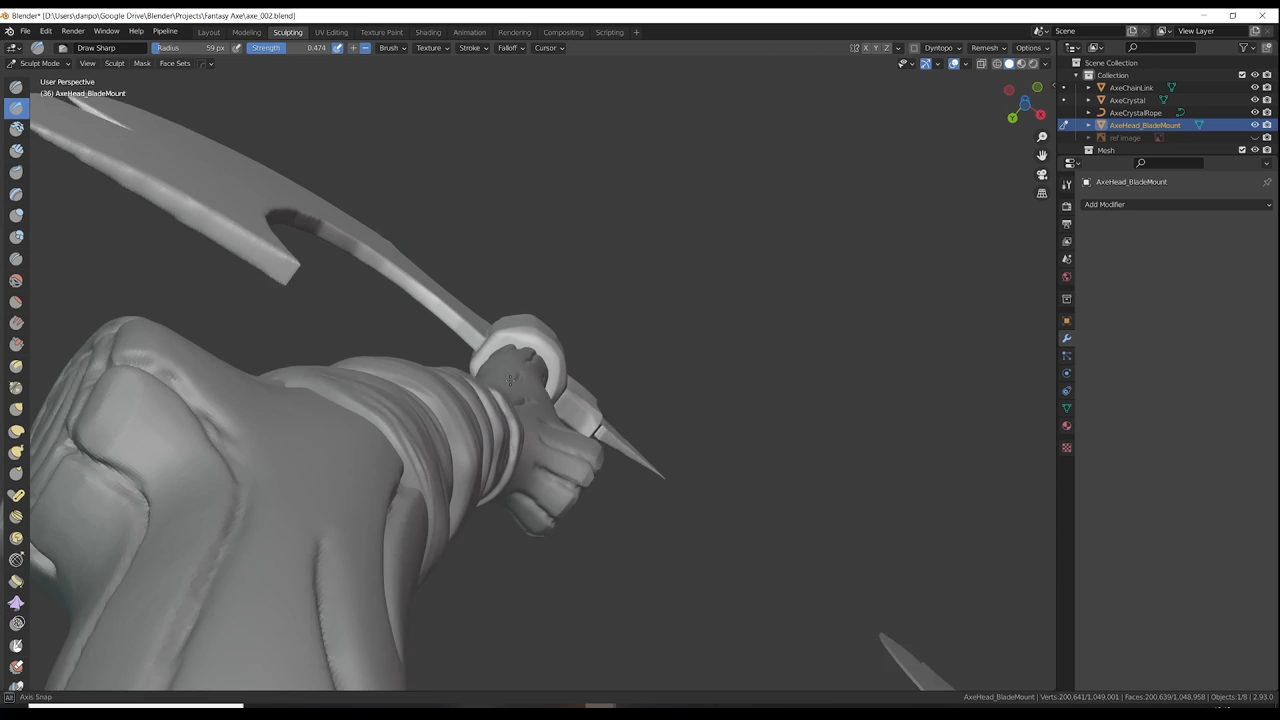 Blender* [D:\Users\danpo\Google Drive\Blender\Projects\Fantasy Axe\axe_002.blend]
File Edit Render Window Help Pipeline Layout Modeling Sculpting UV Editing Texture Paint Shading Animation Rendering Compositing Scripting + Scene View Layer
Draw Sharp Radius 59 px Strength 0.474 Brush Texture Stroke Falloff Cursor X Y Z Dyntopo Remesh Options
Sculpt Mode View Sculpt Mask Face Sets
User Perspective
(36) AxeHead_BladeMount
Scene Collection
Collection
AxeChainLink
AxeCrystal
AxeCrystalRope
AxeHead_BladeMount
ref image
Mesh
AxeHead_BladeMount
Add Modifier
Z
Y
X
Alt Axis Snap
AxeHead_BladeMount | Verts:200,641/1,049,001 | Faces:200,639/1,048,958 | Objects:1/8 | 2.93.0